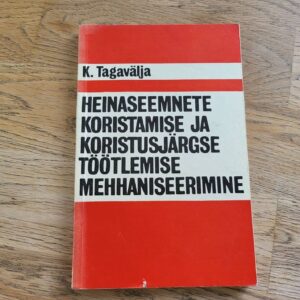 K. Tagavälja
HEINASEEMNETE
KORISTAMISE JA
KORISTUSJÄRGSE
TÖÖTLEMISE
MEHHANISEERIMINE